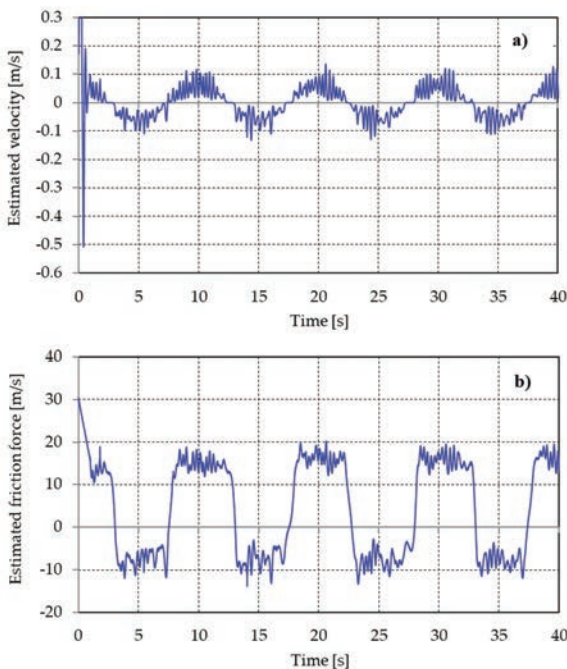 a)
Estimated velocity [m/s]
0.3
0.2
0.1
0
-0.1
-0.2
0.3
-0.4
-0.5
-0.6
0 5 10 15 20 25 30 35 40
Time [s]
b)
Estimated friction force [m/s]
40
30
20
10
0
-10
-20
0 5 10 15 20 25 30 35 40
Time [s]